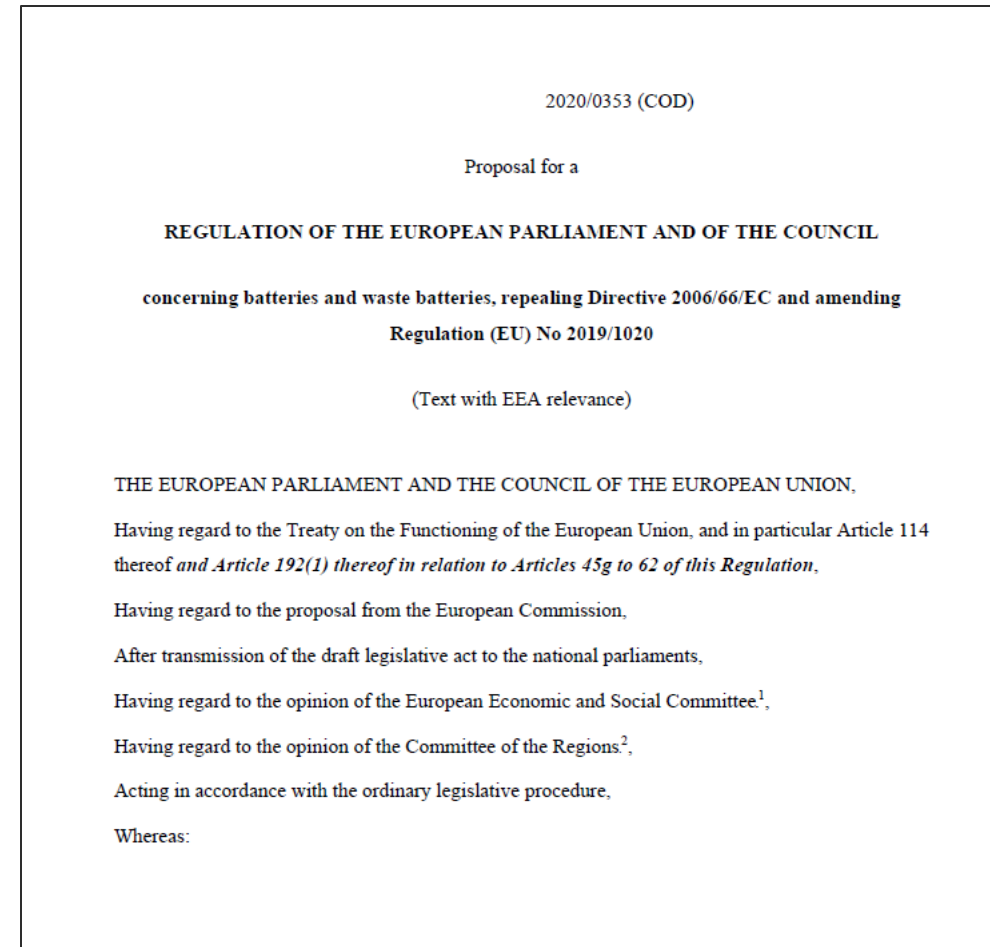 2020/0353 (COD)
Proposal for a
REGULATION OF THE EUROPEAN PARLIAMENT AND OF THE COUNCIL
concerning batteries and waste batteries, repealing Directive 2006/66/EC and amending
Regulation (EU) No 2019/1020
(Text with EEA relevance)
THE EUROPEAN PARLIAMENT AND THE COUNCIL OF THE EUROPEAN UNION,
Having regard to the Treaty on the Functioning of the European Union, and in particular Article 114
thereof and Article 192(1) thereof in relation to Articles 45g to 62 of this Regulation,
Having regard to the proposal from the European Commission,
After transmission of the draft legislative act to the national parliaments,
Having regard to the opinion of the European Economic and Social Committee.¹,
Having regard to the opinion of the Committee of the Regions.²,
Acting in accordance with the ordinary legislative procedure,
Whereas: